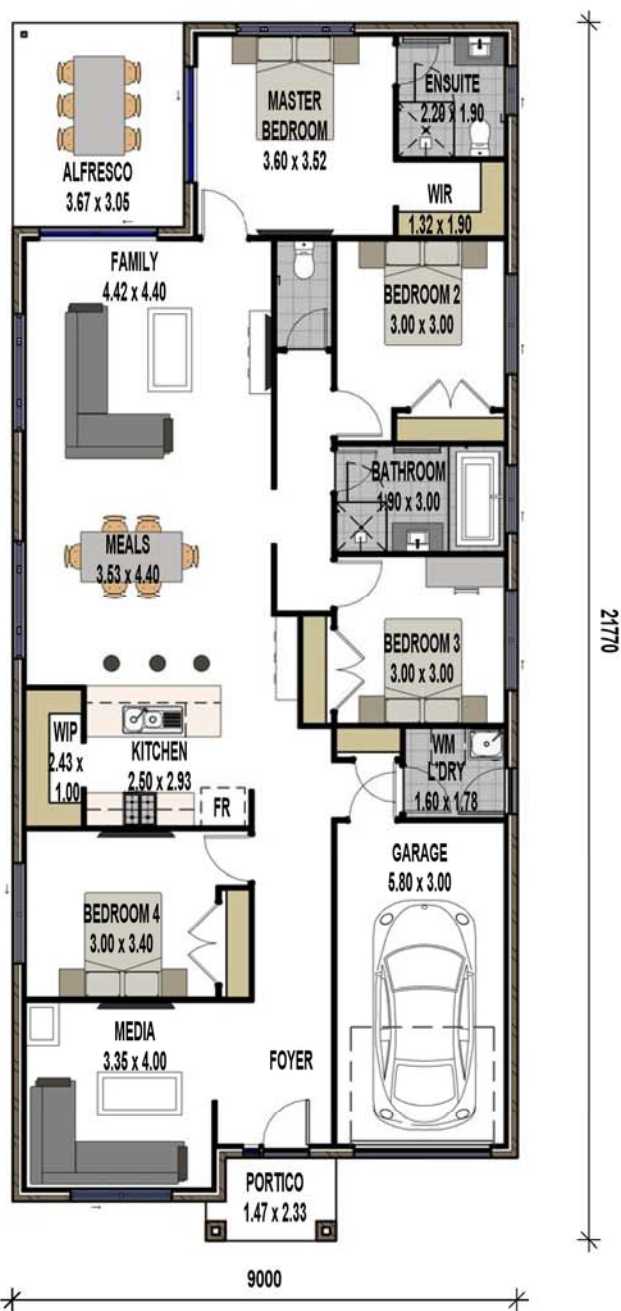 ALFRESCO
3.67 x 3.05
MASTER
BEDROOM
3.60 x 3.52
ENSUITE
2.20 x 1.90
WIR
1.32 x 1.90
FAMILY
4.42 x 4.40
BEDROOM 2
3.00 x 3.00
BATHROOM
1.90 x 3.00
MEALS
3.53 x 4.40
BEDROOM 3
3.00 x 3.00
21770
WIP
2.43 x
1.00
KITCHEN
2.50 x 2.93
FR
WM
L'DRY
1.60 x 1.78
GARAGE
5.80 x 3.00
BEDROOM 4
3.00 x 3.40
MEDIA
3.35 x 4.00
FOYER
PORTICO
1.47 x 2.33
9000